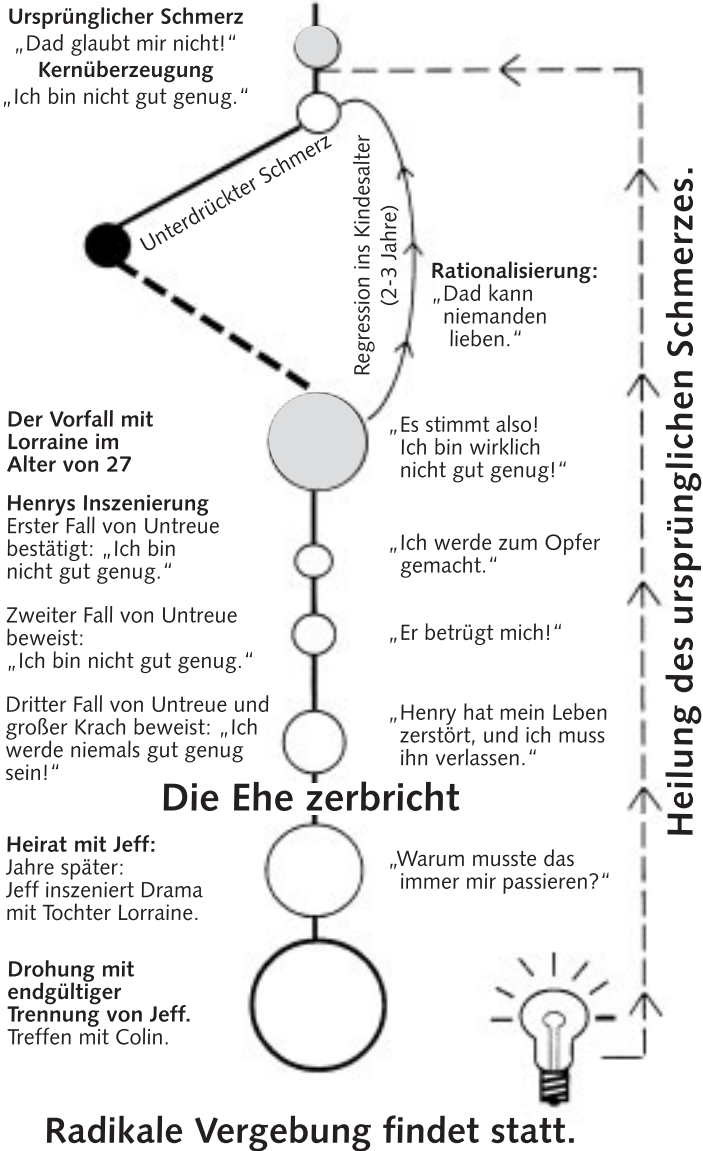 Ursprünglicher Schmerz
„Dad glaubt mir nicht!“
Kernüberzeugung
„Ich bin nicht gut genug.“
Unterdrückter Schmerz
Regression ins Kindesalter
(2-3 Jahre)
Rationalisierung:
„Dad kann
niemanden
lieben.“
Der Vorfall mit
Lorraine im
Alter von 27
„Es stimmt also!
Ich bin wirklich
nicht gut genug!“
Henrys Inszenierung
Erster Fall von Untreue
bestätigt: „Ich bin
nicht gut genug.“
„Ich werde zum Opfer
gemacht.“
Zweiter Fall von Untreue
beweist:
„Ich bin nicht gut genug.“
„Er betrügt mich!“
Dritter Fall von Untreue und
großer Krach beweist: „Ich
werde niemals gut genug
sein!“
„Henry hat mein Leben
zerstört, und ich muss
ihn verlassen.“
Die Ehe zerbricht
Heirat mit Jeff:
Jahre später:
Jeff inszeniert Drama
mit Tochter Lorraine.
„Warum musste das
immer mir passieren?“
Drohung mit
endgültiger
Trennung von Jeff.
Treffen mit Colin.
Heilung des ursprünglichen Schmerzes.
Radikale Vergebung findet statt.